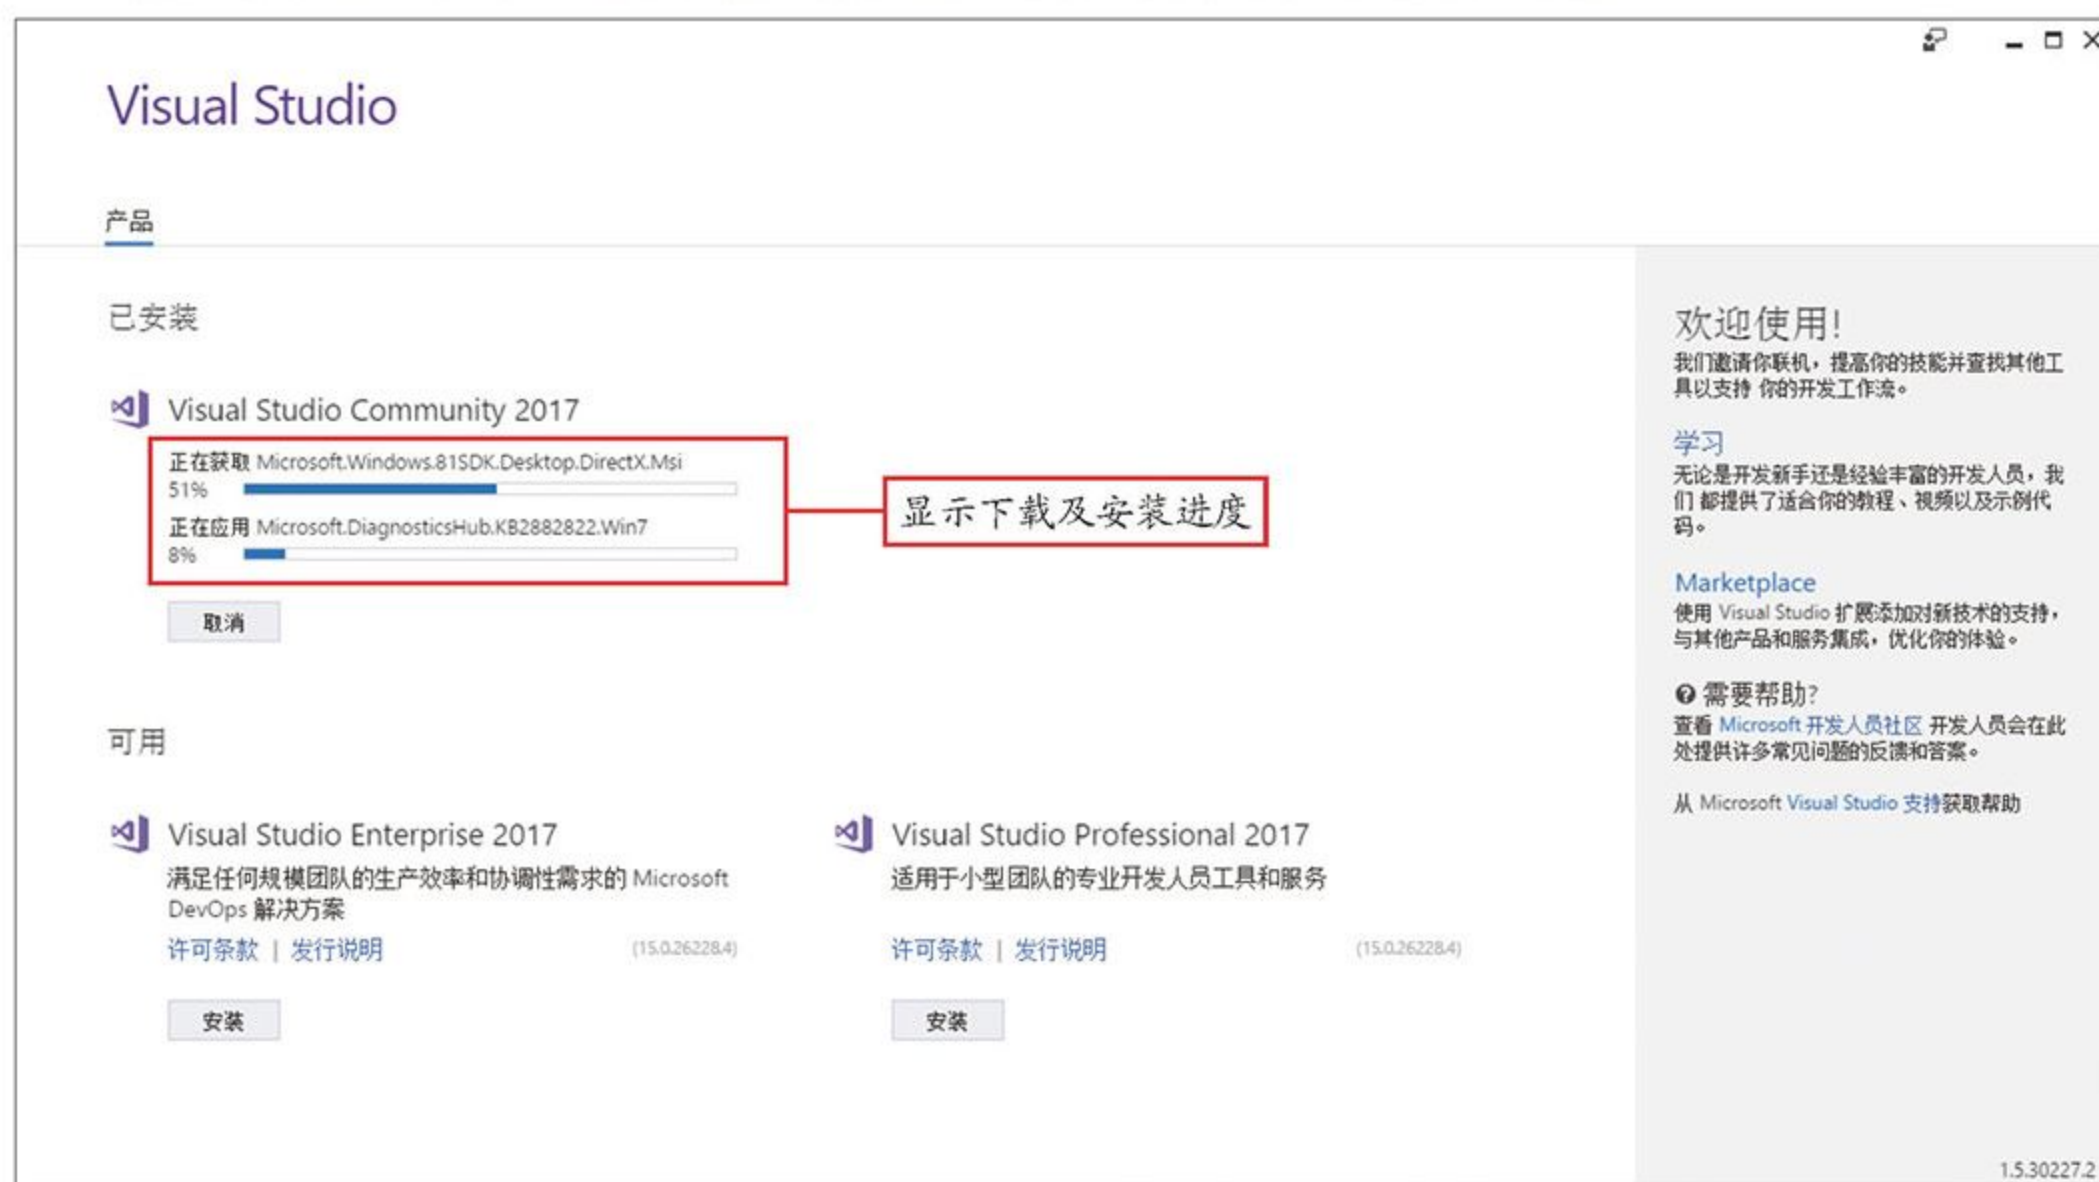 Visual Studio
产品
已安装
Visual Studio Community 2017
正在获取 Microsoft.Windows.81SDK.Desktop.DirectX.Msi
51%
正在应用 Microsoft.DiagnosticsHub.KB2882822.Win7
8%
显示下载及安装进度
取消
可用
Visual Studio Enterprise 2017
满足任何规模团队的生产效率和协调性需求的 Microsoft
DevOps 解决方案
许可条款 | 发行说明 (15.0.26228.4)
安装
Visual Studio Professional 2017
适用于小型团队的专业开发人员工具和服务
许可条款 | 发行说明 (15.0.26228.4)
安装
欢迎使用!
我们邀请你联机，提高你的技能并查找其他工
具以支持 你的开发工作流。
学习
无论是开发新手还是经验丰富的开发人员，我
们 都提供了适合你的教程、视频以及示例代
码。
Marketplace
使用 Visual Studio 扩展添加对新技术的支持，
与其他产品和服务集成，优化你的体验。
需要帮助?
查看 Microsoft 开发人员社区 开发人员会在此
处提供许多常见问题的反馈和答案。
从 Microsoft Visual Studio 支持获取帮助
1.5.30227.2